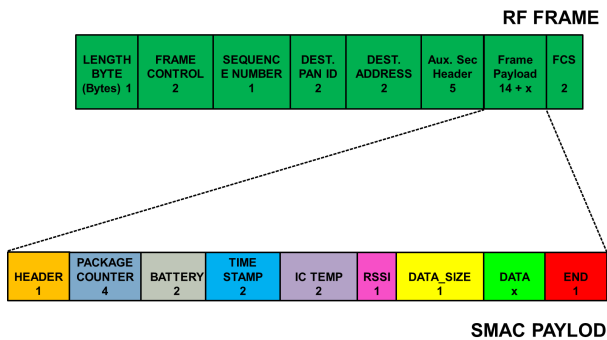 RF FRAME
LENGTH BYTE (Bytes) 1
FRAME CONTROL 2
SEQUENC E NUMBER 1
DEST. PAN ID 2
DEST. ADDRESS 2
Aux. Sec Header 5
Frame Payload 14 + x
FCS 2
HEADER 1
PACKAGE COUNTER 4
BATTERY 2
TIME STAMP 2
IC TEMP 2
RSSI 1
DATA_SIZE 1
DATA x
END 1
SMAC PAYLOD